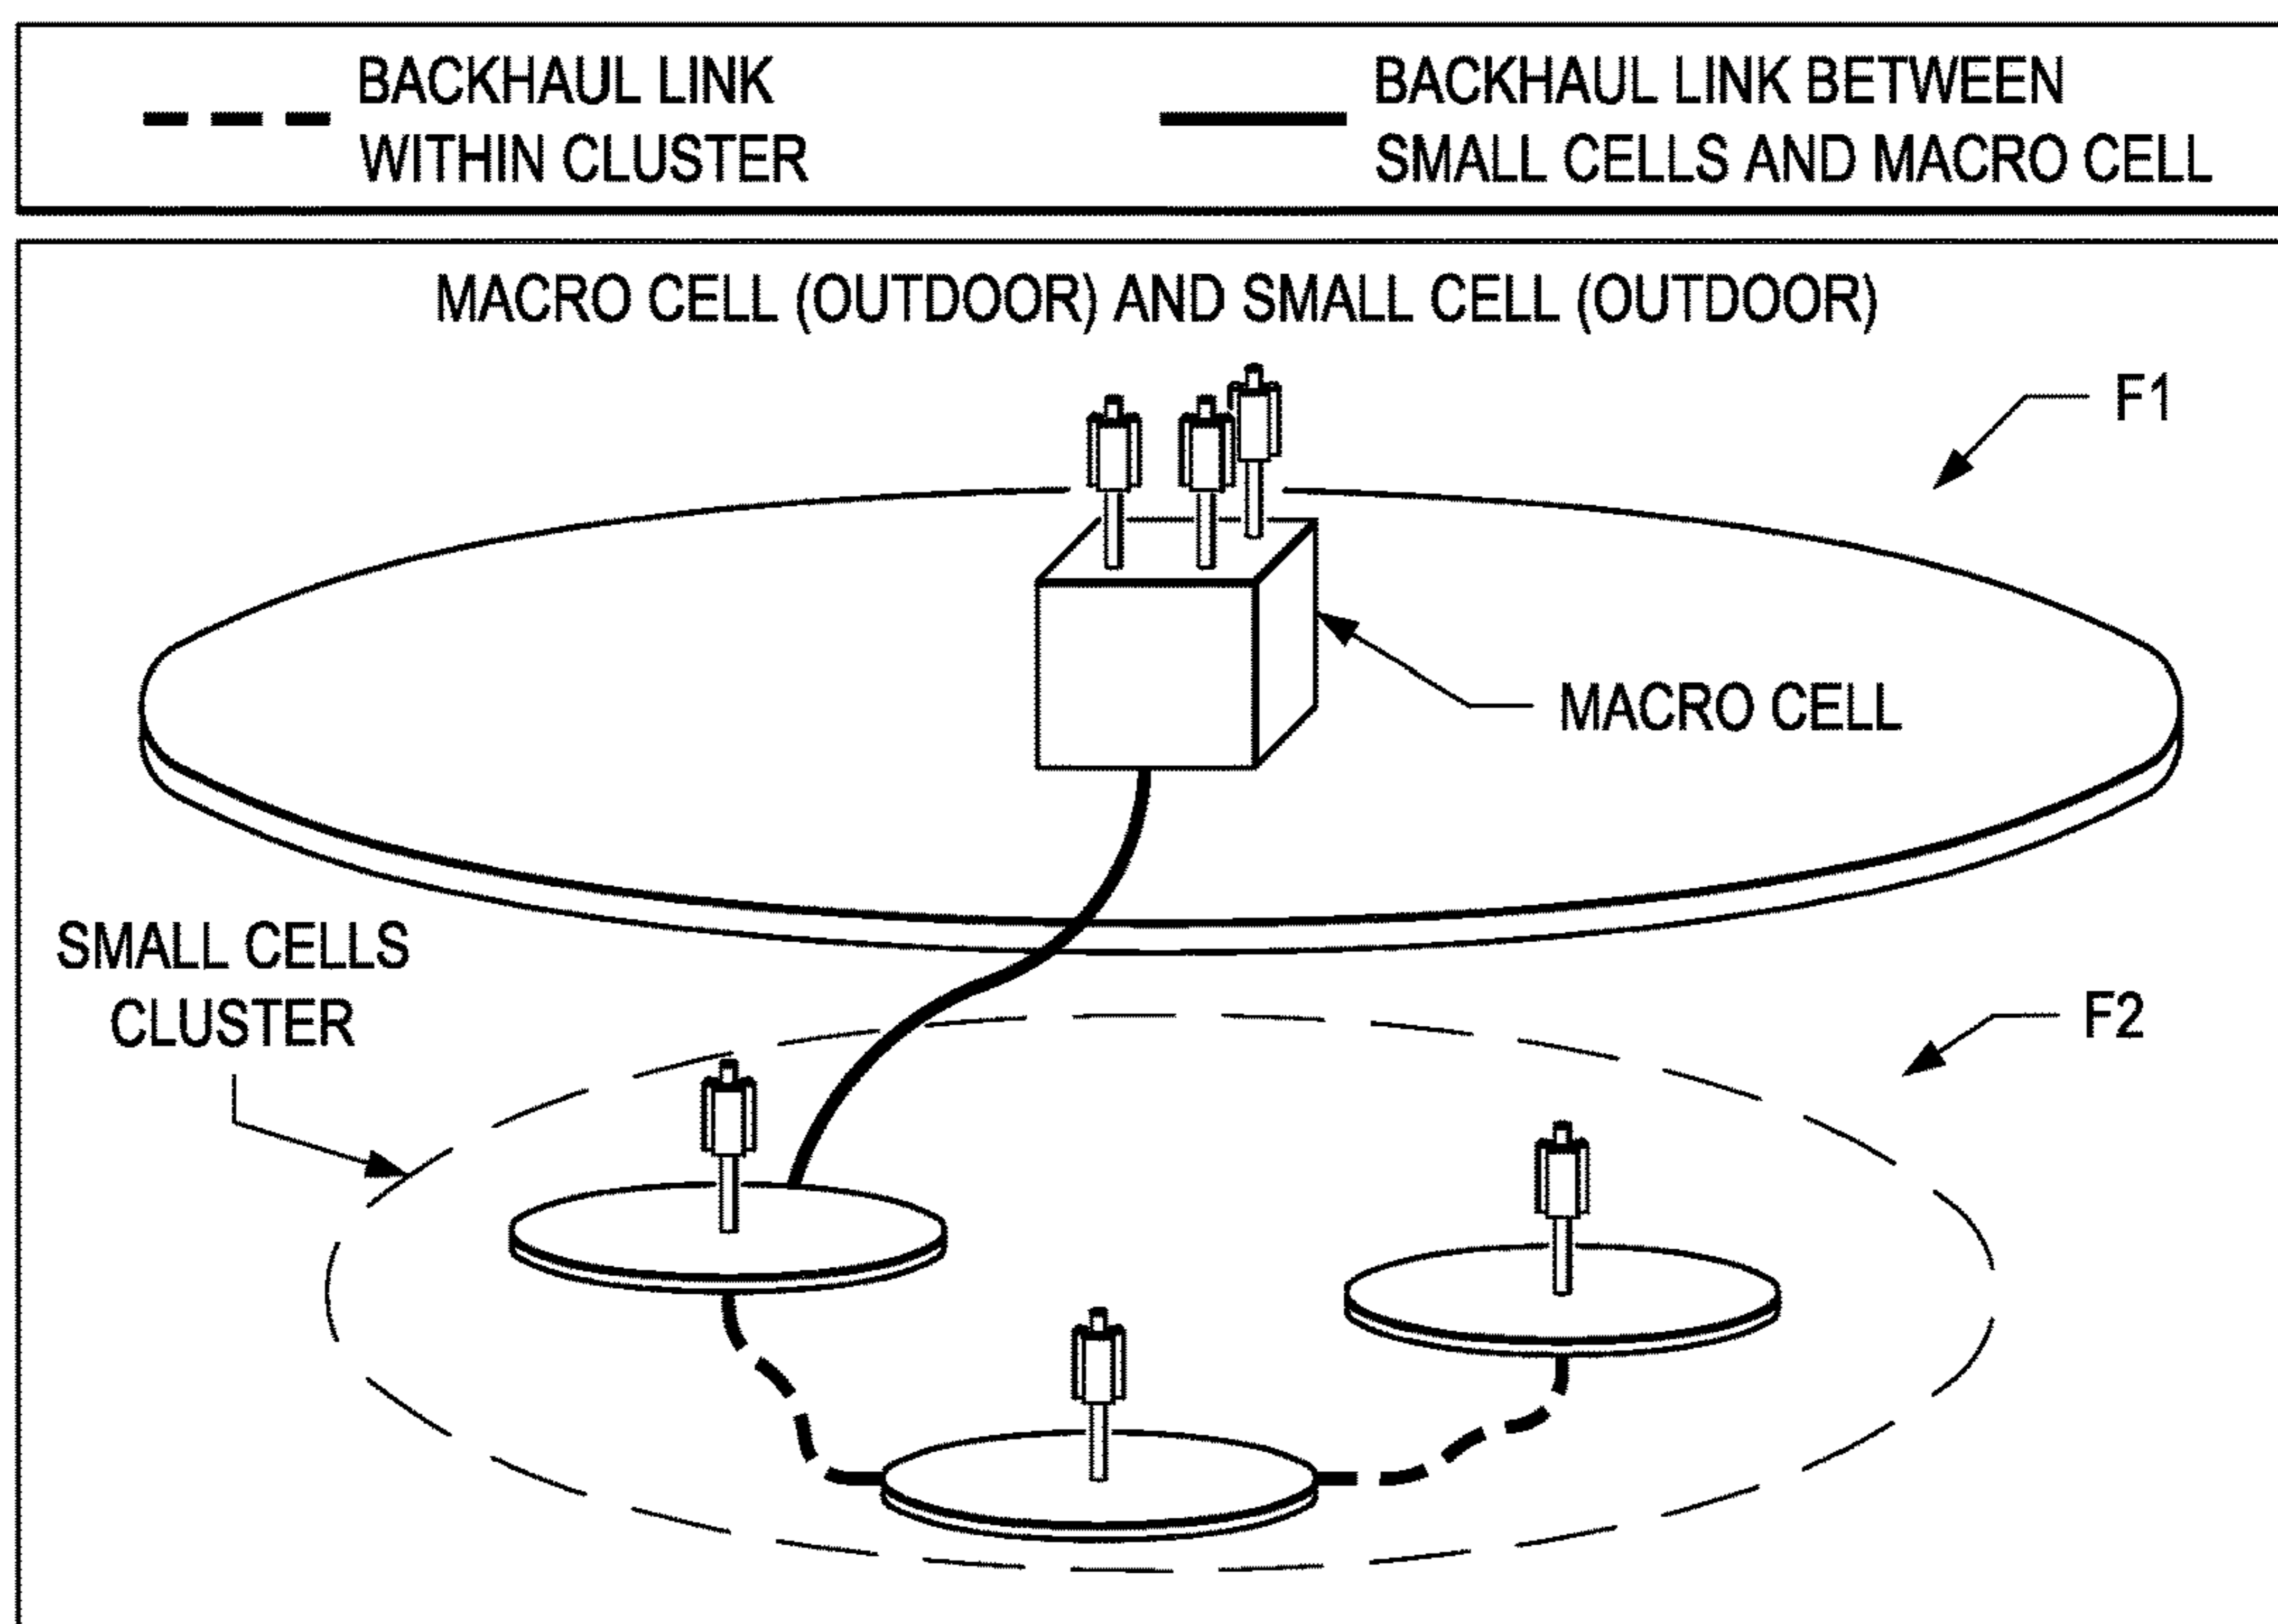 BACKHAUL LINK
WITHIN CLUSTER
BACKHAUL LINK BETWEEN
SMALL CELLS AND MACRO CELL
MACRO CELL (OUTDOOR) AND SMALL CELL (OUTDOOR)
F1
MACRO CELL
SMALL CELLS
CLUSTER
F2